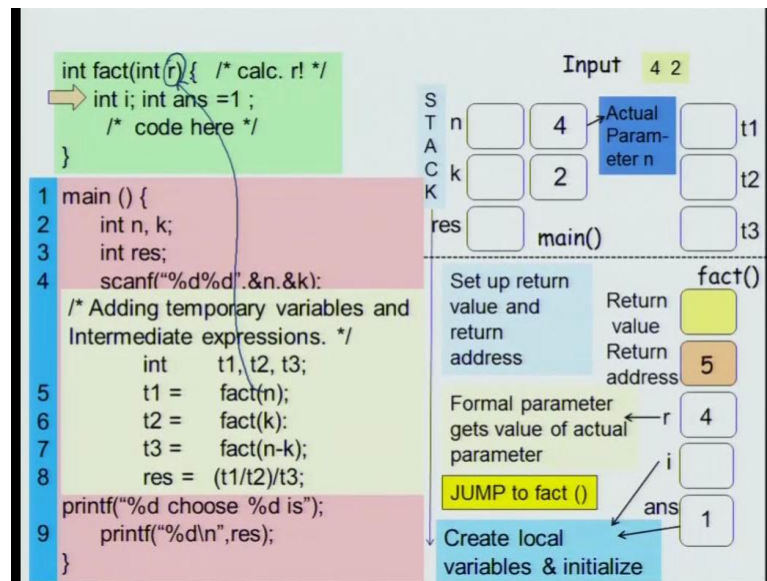 int fact(int r) { /* calc. r! */
int i; int ans =1 ;
/* code here */
}
1 main () {
2 int n, k;
3 int res;
4 scanf("%d%d",&n,&k);
/* Adding temporary variables and
Intermediate expressions. */
int t1, t2, t3;
5 t1 = fact(n);
6 t2 = fact(k):
7 t3 = fact(n-k);
8 res = (t1/t2)/t3;
printf("%d choose %d is");
9 printf("%d\n",res);
}
Input 4 2
STACK
n 4
Actual
Param-
eter n
t1
k 2
t2
res
main()
t3
fact()
Set up return
value and
return
address
Return
value
Return
address 5
Formal parameter
gets value of actual
parameter
r 4
i
JUMP to fact ()
ans 1
Create local
variables & initialize